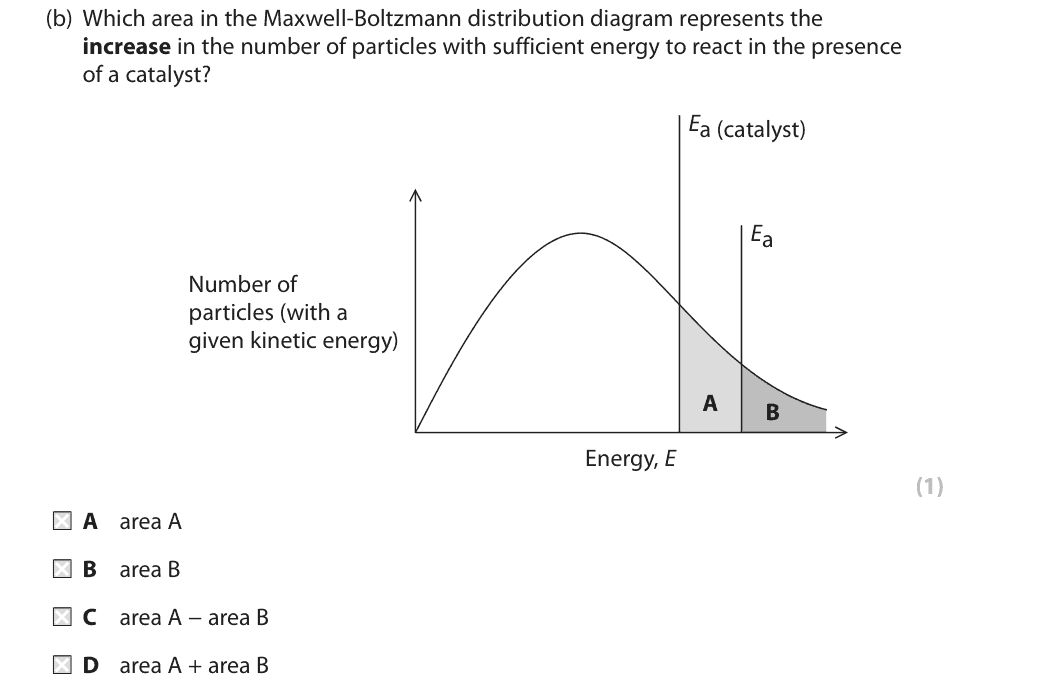 (b) Which area in the Maxwell-Boltzmann distribution diagram represents the
increase in the number of particles with sufficient energy to react in the presence
of a catalyst?
Ea (catalyst)
Ea
Number of
particles (with a
given kinetic energy)
A
B
Energy, E
(1)
A area A
B area B
C area A − area B
D area A + area B